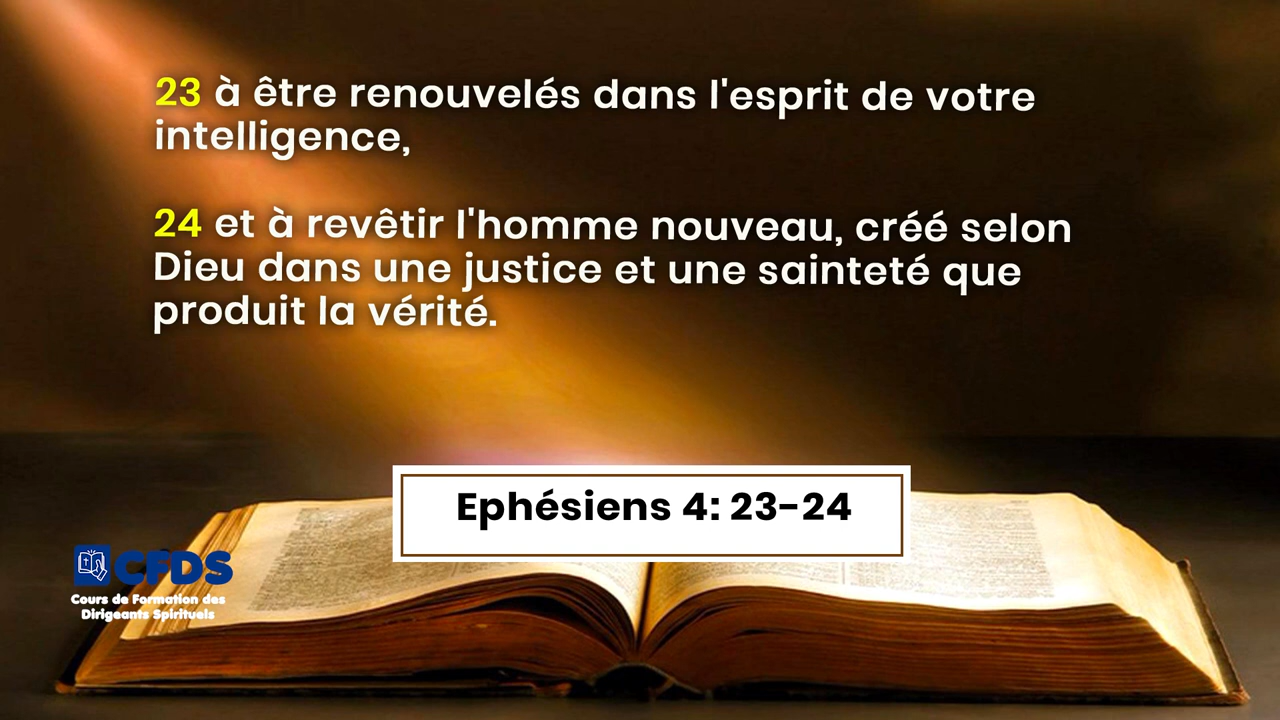 23 à être renouvelés dans l'esprit de votre
intelligence,
24 et à revêtir l'homme nouveau, créé selon
Dieu dans une justice et une sainteté que
produit la vérité.
Ephésiens 4: 23-24
CFDS
Cours de Formation des
Dirigeants Spirituels